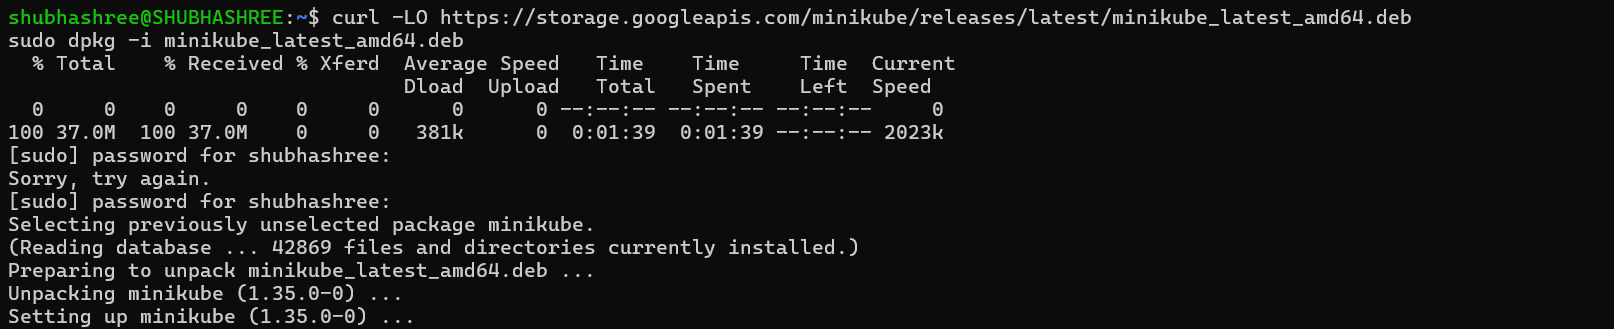 shubhashree@SHUBHASHREE:~$ curl -LO https://storage.googleapis.com/minikube/releases/latest/minikube_latest_amd64.deb
sudo dpkg -i minikube_latest_amd64.deb
  % Total    % Received % Xferd  Average Speed   Time    Time     Time  Current
                                 Dload  Upload   Total   Spent    Left  Speed
  0     0    0     0    0     0      0      0 --:--:-- --:--:-- --:--:--     0
100 37.0M  100 37.0M    0     0   381k      0  0:01:39  0:01:39 --:--:-- 2023k
[sudo] password for shubhashree:
Sorry, try again.
[sudo] password for shubhashree:
Selecting previously unselected package minikube.
(Reading database ... 42869 files and directories currently installed.)
Preparing to unpack minikube_latest_amd64.deb ...
Unpacking minikube (1.35.0-0) ...
Setting up minikube (1.35.0-0) ...